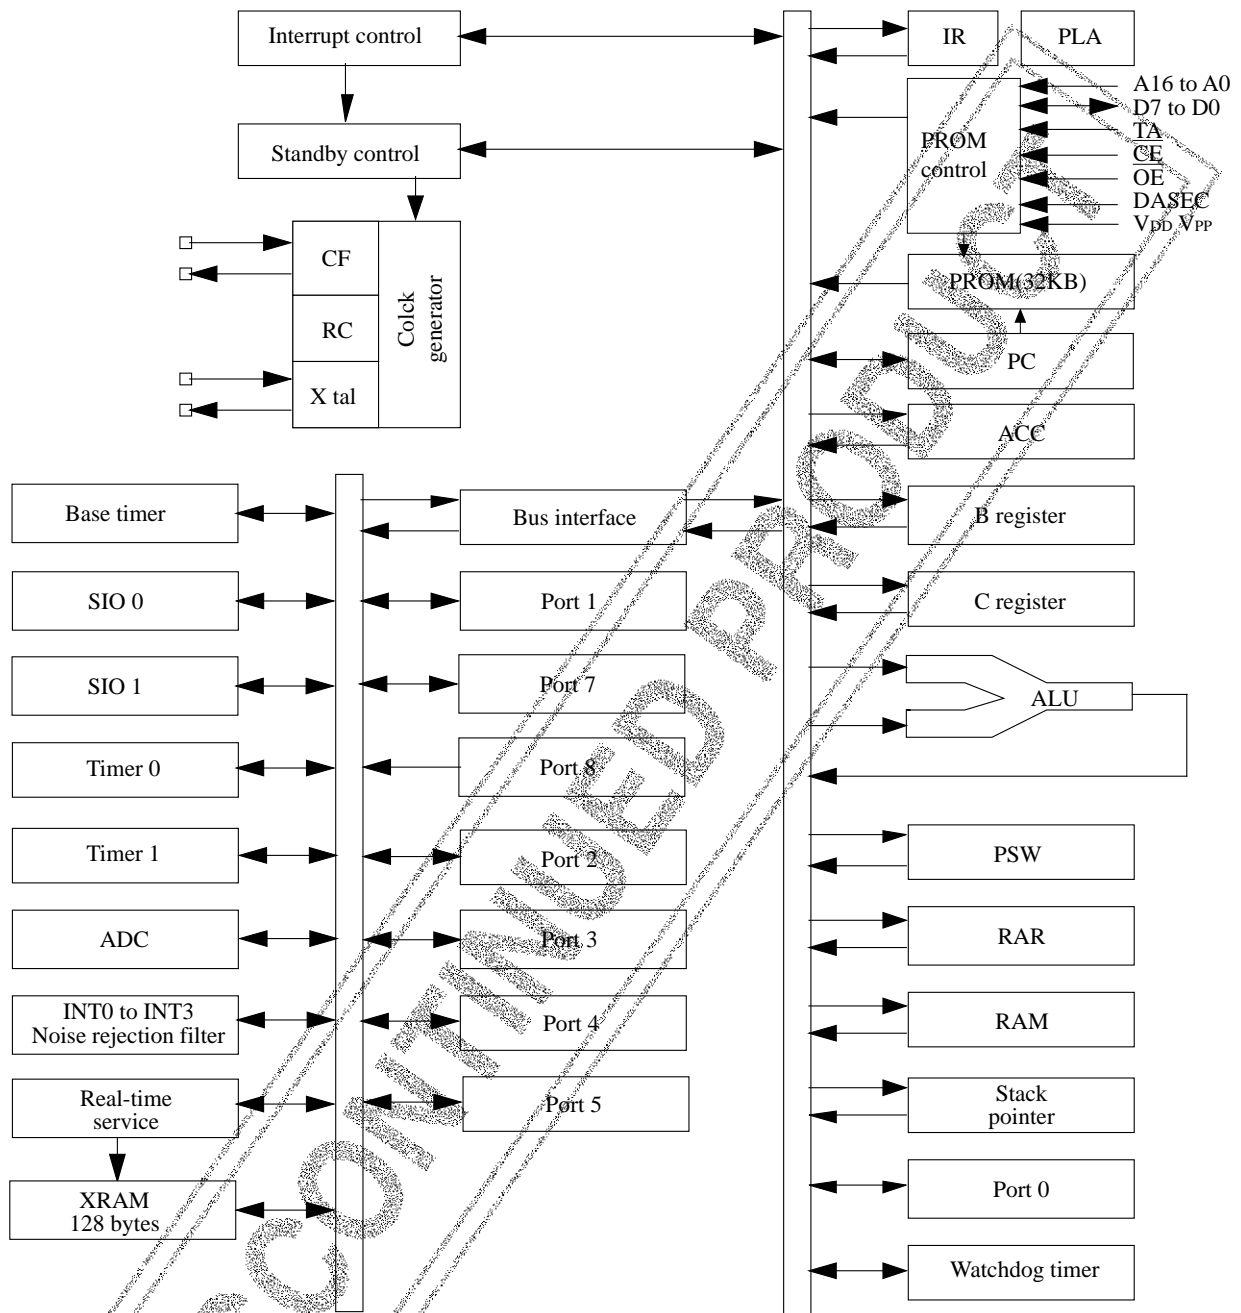 Interrupt control
IR
PLA
A16 to A0
D7 to D0
TA
CE
OE
DASEC
VDD VPP
PROM
control
Standby control
CF
RC
X tal
Colck
generator
PROM(32KB)
PC
ACC
Base timer
Bus interface
B register
SIO 0
Port 1
C register
SIO 1
Port 7
ALU
Timer 0
Port 8
Timer 1
Port 2
PSW
ADC
Port 3
RAR
INT0 to INT3
Noise rejection filter
Port 4
RAM
Real-time
service
Port 5
Stack
pointer
XRAM
128 bytes
Port 0
Watchdog timer
SCONTINUED PRODUCT